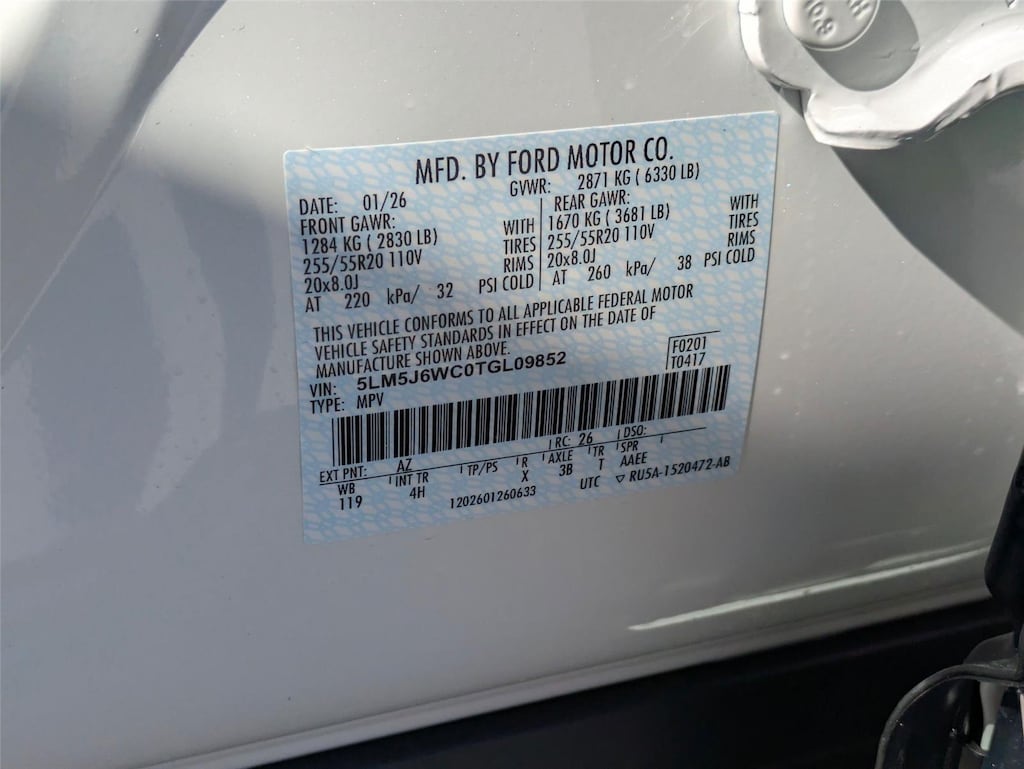 MFD. BY FORD MOTOR CO.
DATE: 01/26 GVWR: 2871 KG ( 6330 LB)
FRONT GAWR: REAR GAWR:
1284 KG ( 2830 LB) WITH 1670 KG ( 3681 LB) WITH
255/55R20 110V TIRES 255/55R20 110V TIRES
20x8.0J RIMS 20x8.0J RIMS
AT 220 kPa/ 32 PSI COLD AT 260 kPa/ 38 PSI COLD
THIS VEHICLE CONFORMS TO ALL APPLICABLE FEDERAL MOTOR
VEHICLE SAFETY STANDARDS IN EFFECT ON THE DATE OF
MANUFACTURE SHOWN ABOVE.
VIN: 5LM5J6WC0TGL09852 F0201
TYPE: MPV T0417
EXT PNT: AZ RC: 26 DSO:
WB INT TR TP/PS R AXLE TR SPR
119 4H X 3B T AAEE
1202601260633 UTC ▽ RU5A-1520472-AB